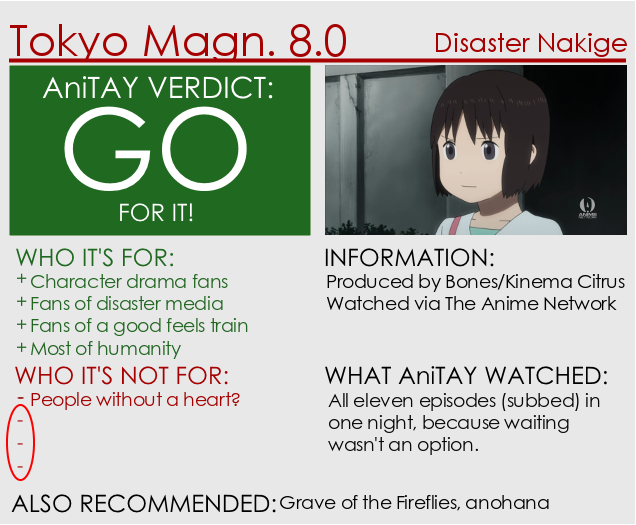 Tokyo Magn. 8.0
Disaster Nakige
AniTAY VERDICT:
GO
FOR IT!
ANIME
NETWORK
WHO IT'S FOR:
+ Character drama fans
+ Fans of disaster media
+ Fans of a good feels train
+ Most of humanity
WHO IT'S NOT FOR:
- People without a heart?
-
-
-
INFORMATION:
Produced by Bones/Kinema Citrus
Watched via The Anime Network
WHAT AniTAY WATCHED:
All eleven episodes (subbed) in
one night, because waiting
wasn't an option.
ALSO RECOMMENDED: Grave of the Fireflies, anohana